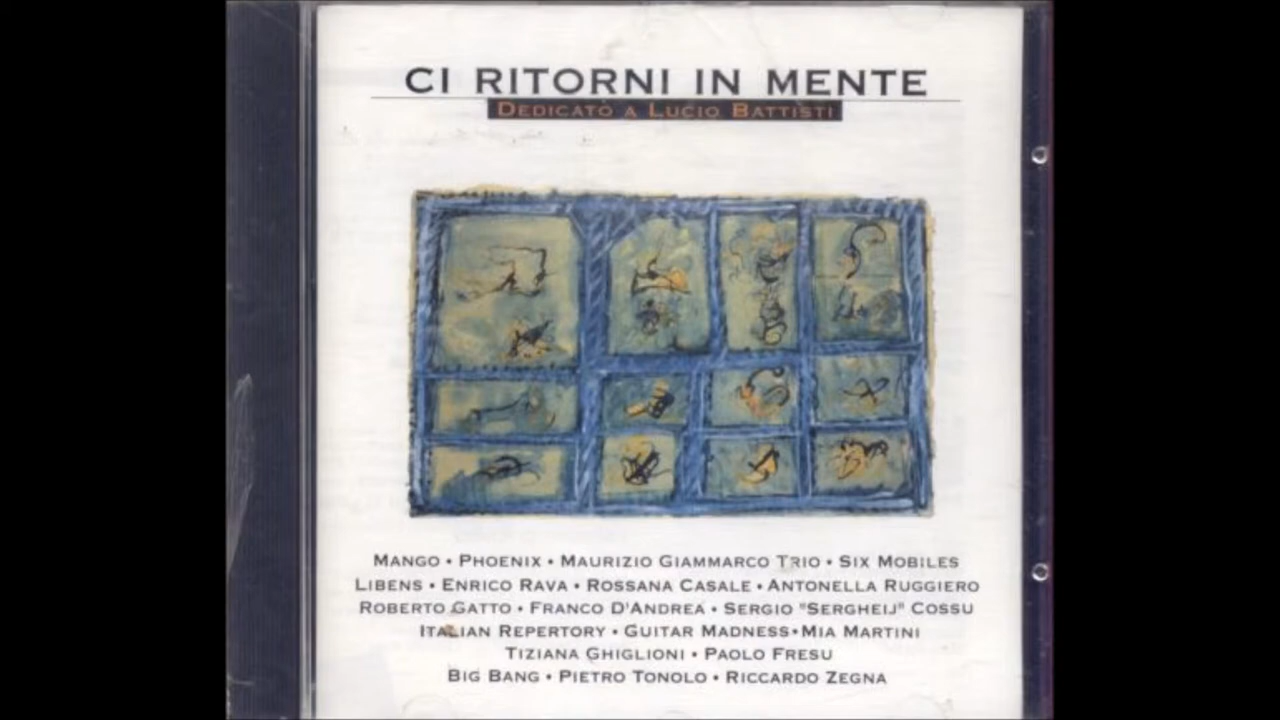 CI RITORNI IN MENTE
DEDICATO A LUCIO BATTISTI
MANGO • PHOENIX • MAURIZIO GIAMMARCO TRIO • SIX MOBILES
LIBENS • ENRICO RAVA • ROSSANA CASALE • ANTONELLA RUGGIERO
ROBERTO GATTO • FRANCO D'ANDREA • SERGIO "SERGHEIJ" COSSU
ITALIAN REPERTORY • GUITAR MADNESS • MIA MARTINI
TIZIANA GHIGLIONI • PAOLO FRESU
BIG BANG • PIETRO TONOLO • RICCARDO ZEGNA